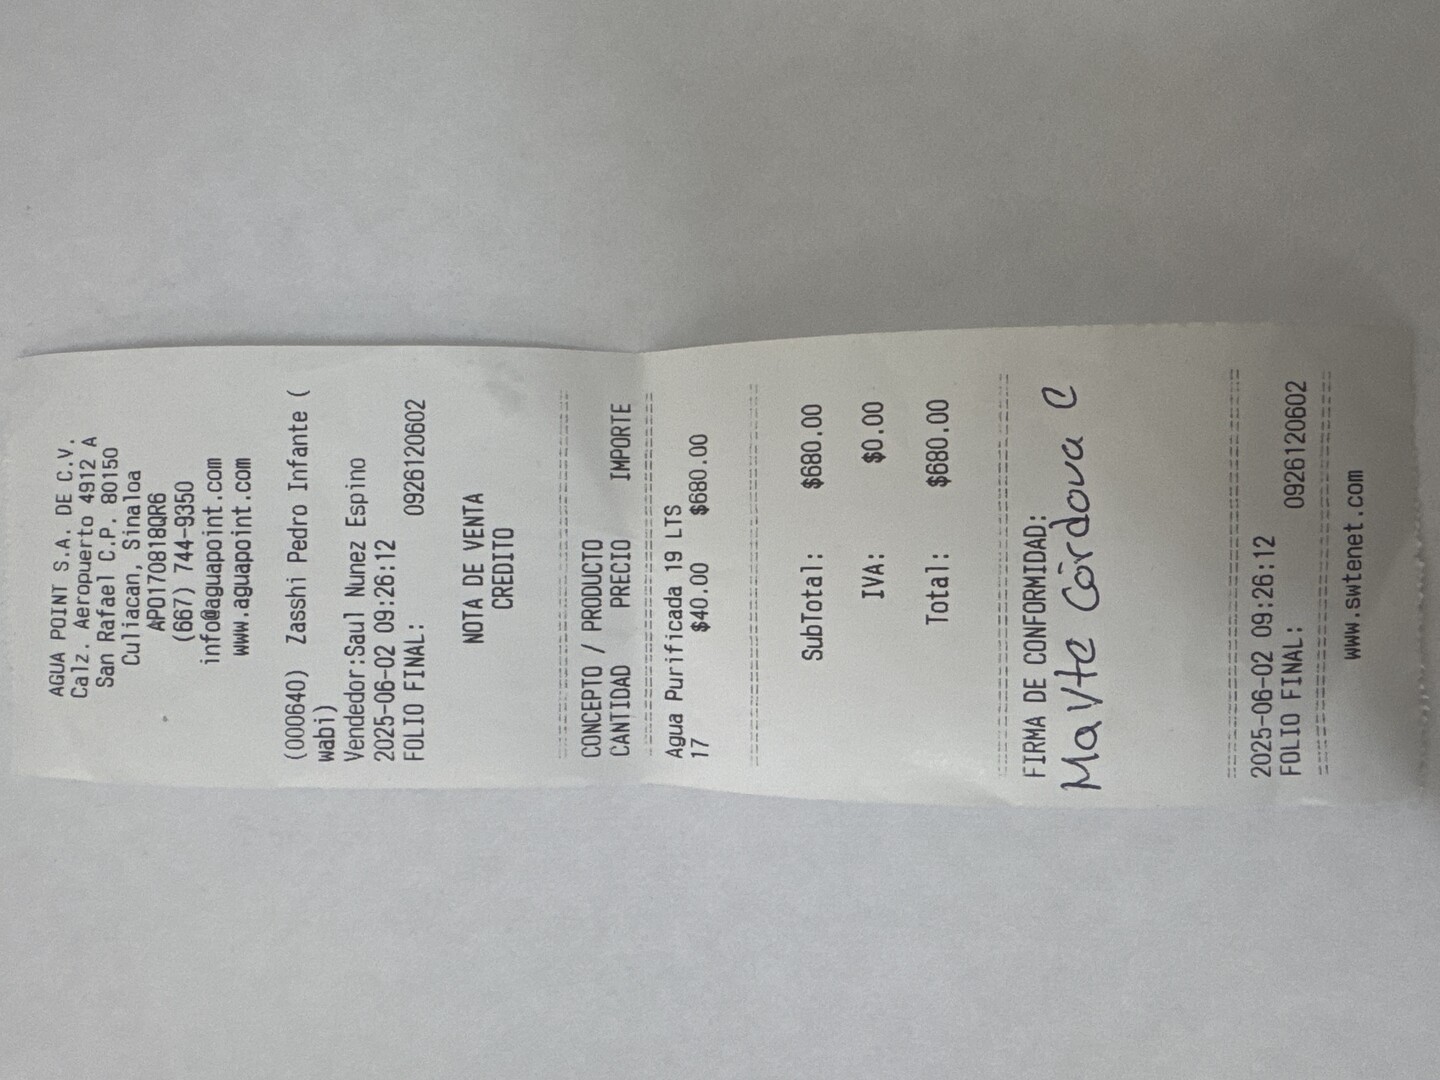 AGUA POINT S.A. DE C.V.
Calz. Aeropuerto 4912 A
San Rafael C.P. 80150
Culiacan, Sinaloa
APO170818QR6
(667) 744-9350
info@aguapoint.com
www.aguapoint.com
(000640) Zasshi Pedro Infante (
wabi)
Vendedor:Saul Nunez Espino
2025-06-02 09:26:12
FOLIO FINAL: 0926120602
NOTA DE VENTA
CREDITO
CONCEPTO / PRODUCTO
CANTIDAD PRECIO IMPORTE
Agua Purificada 19 LTS
17 $40.00 $680.00
SubTotal: $680.00
IVA: $0.00
Total: $680.00
FIRMA DE CONFORMIDAD:
Mayte Córdova C
2025-06-02 09:26:12
FOLIO FINAL: 0926120602
www.swtenet.com